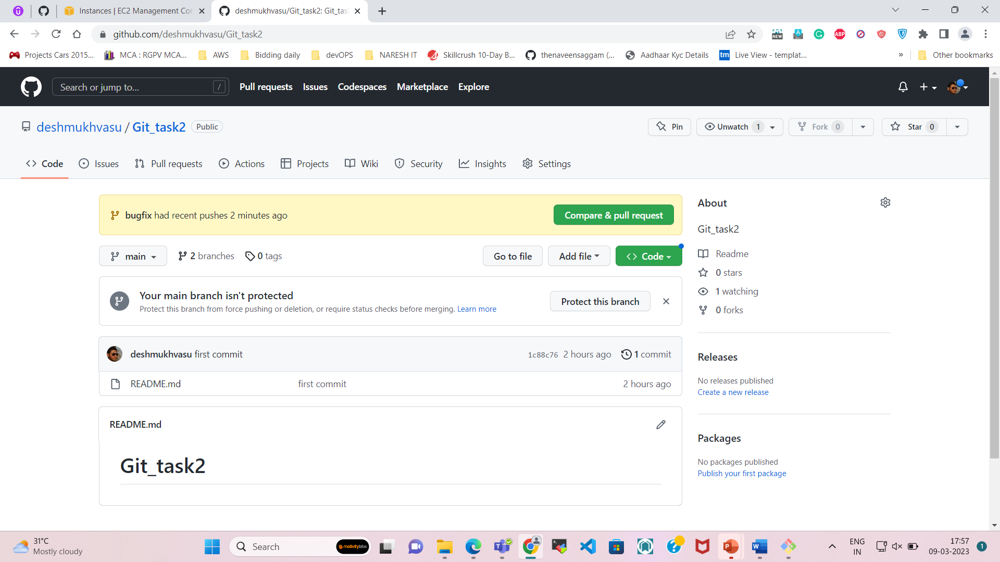 Instances | EC2 Management Con
deshmukhvasu/Git_task2: Git_tas
github.com/deshmukhvasu/Git_task2
NEW
ABP
Projects Cars 2015...
MCA : RGPV MCA...
AWS
Bidding daily
devOPS
NARESH IT
Skillcrush 10-Day B...
thenaveensaggam (...
Aadhaar Kyc Details
tm
Live View - templat...
»
Other bookmarks
Search or jump to...
/
Pull requests
Issues
Codespaces
Marketplace
Explore
deshmukhvasu / Git_task2
Public
Pin
Unwatch 1
Fork 0
Star 0
Code
Issues
Pull requests
Actions
Projects
Wiki
Security
Insights
Settings
bugfix had recent pushes 2 minutes ago
Compare & pull request
main
2 branches
0 tags
Go to file
Add file
Code
Your main branch isn't protected
Protect this branch from force pushing or deletion, or require status checks before merging. Learn more
Protect this branch
deshmukhvasu first commit
1c88c76 2 hours ago
1 commit
README.md
first commit
2 hours ago
README.md
Git_task2
About
Git_task2
Readme
0 stars
1 watching
0 forks
Releases
No releases published
Create a new release
Packages
No packages published
Publish your first package
31°C
Mostly cloudy
Search
motivitylabs
ENG
IN
17:57
09-03-2023
1